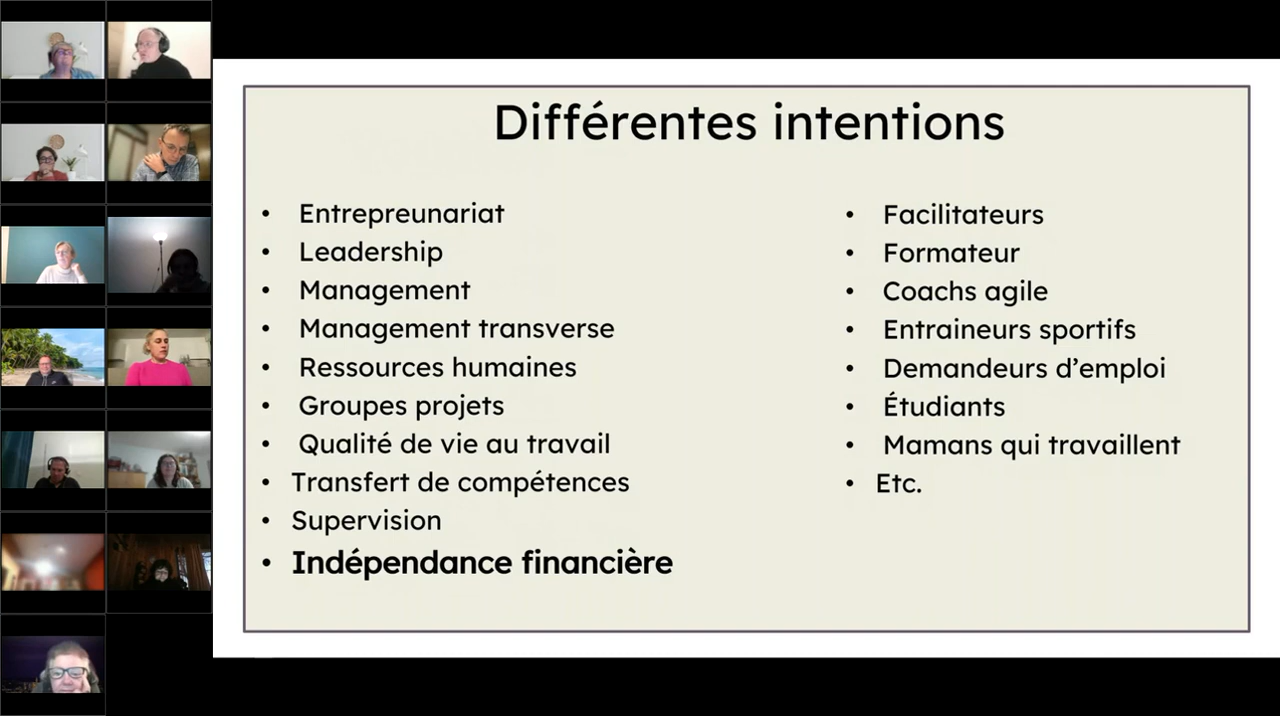 Différentes intentions
• Entrepreunariat
• Leadership
• Management
• Management transverse
• Ressources humaines
• Groupes projets
• Qualité de vie au travail
• Transfert de compétences
• Supervision
• Indépendance financière
• Facilitateurs
• Formateur
• Coachs agile
• Entraineurs sportifs
• Demandeurs d’emploi
• Étudiants
• Mamans qui travaillent
• Etc.